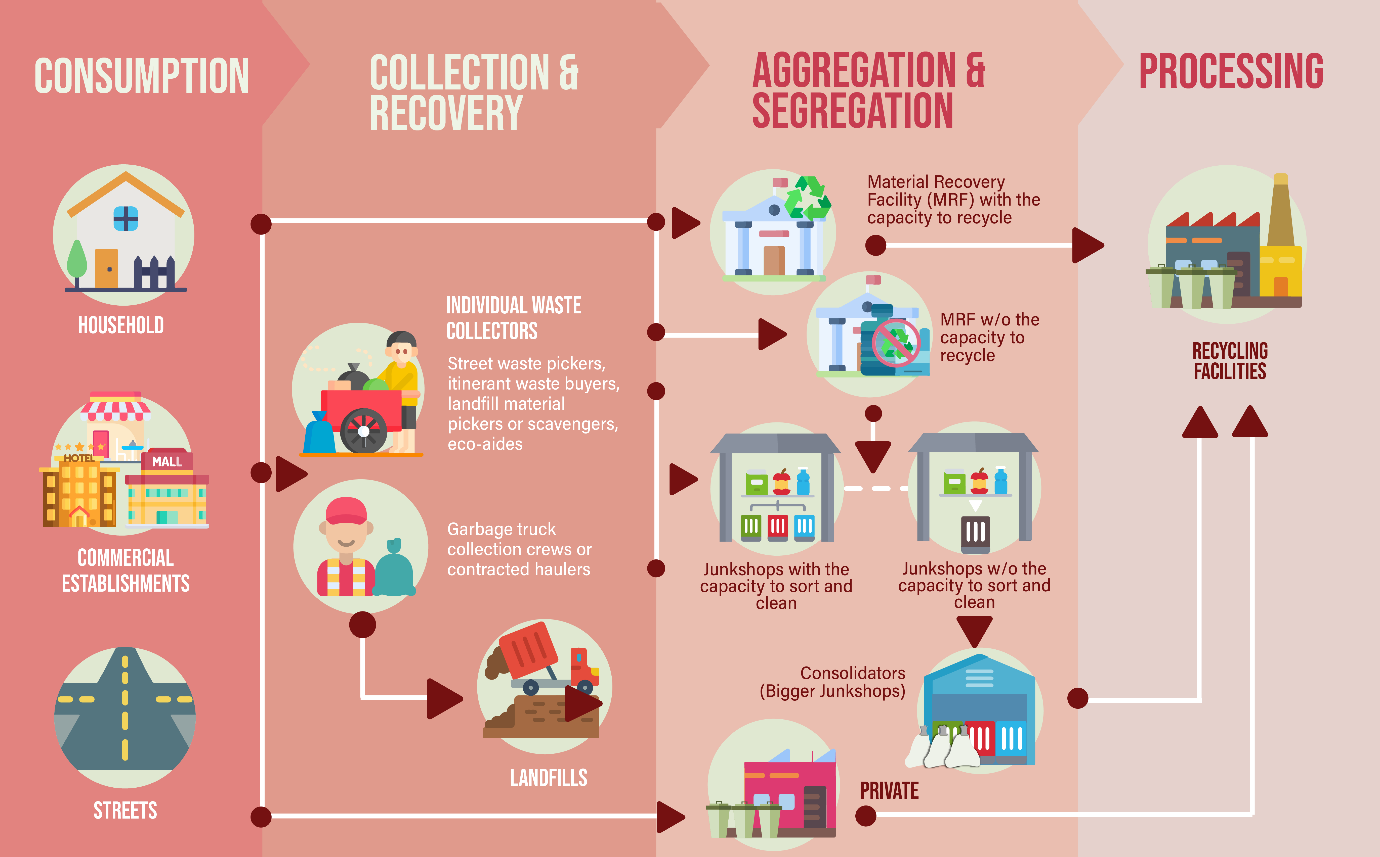 CONSUMPTION
COLLECTION &
RECOVERY
AGGREGATION &
SEGREGATION
PROCESSING
HOUSEHOLD
HOTEL
MALL
COMMERCIAL
ESTABLISHMENTS
STREETS
INDIVIDUAL WASTE
COLLECTORS
Street waste pickers,
itinerant waste buyers,
landfill material
pickers or scavengers,
eco-aides
Garbage truck
collection crews or
contracted haulers
LANDFILLS
Material Recovery
Facility (MRF) with the
capacity to recycle
MRF w/o the
capacity to
recycle
Junkshops with the
capacity to sort and
clean
Junkshops w/o the
capacity to sort and
clean
Consolidators
(Bigger Junkshops)
PRIVATE
RECYCLING
FACILITIES